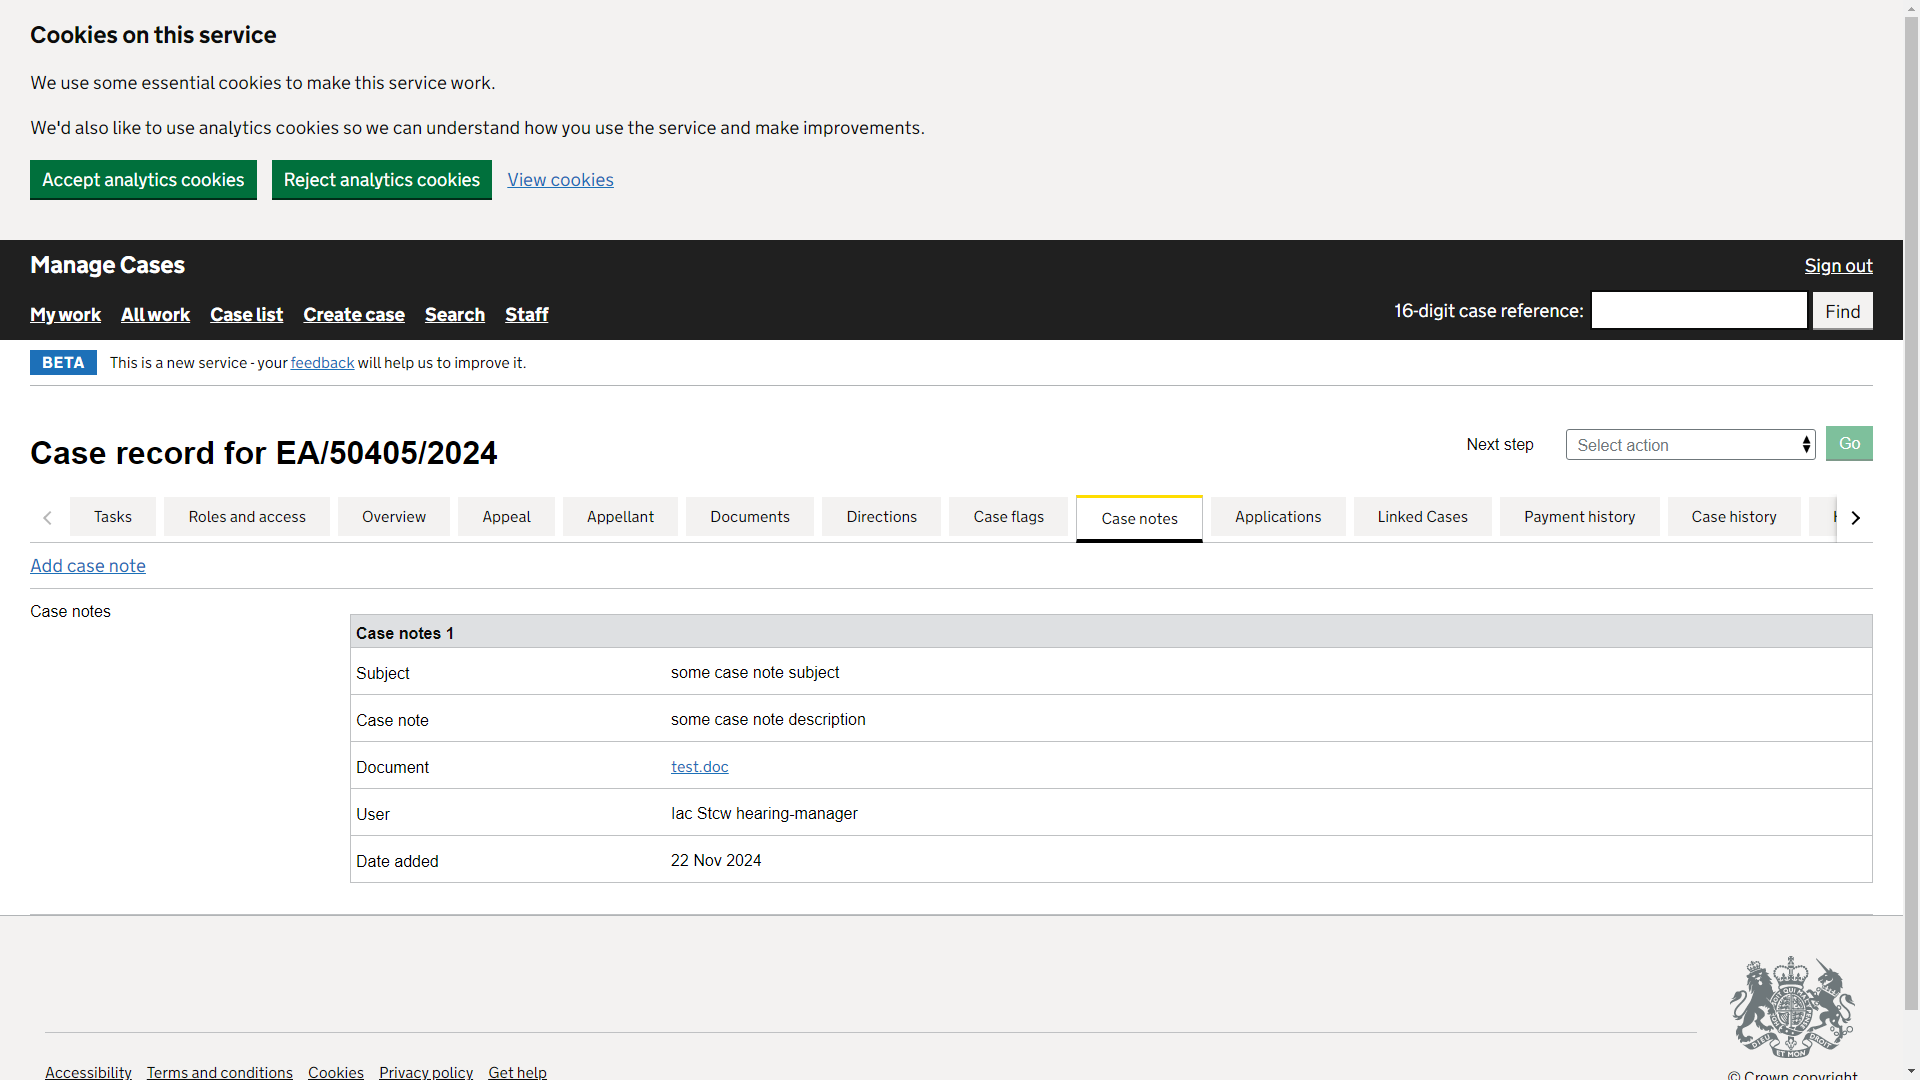 Cookies on this service
We use some essential cookies to make this service work.
We'd also like to use analytics cookies so we can understand how you use the service and make improvements.
Accept analytics cookies Reject analytics cookies View cookies
Manage Cases Sign out
My work All work Case list Create case Search Staff 16-digit case reference: Find
BETA This is a new service - your feedback will help us to improve it.
Case record for EA/50405/2024 Next step Select action Go
Tasks Roles and access Overview Appeal Appellant Documents Directions Case flags Case notes Applications Linked Cases Payment history Case history
Add case note
Case notes
Case notes 1
Subject some case note subject
Case note some case note description
Document test.doc
User Iac Stcw hearing-manager
Date added 22 Nov 2024
DIEU ET MON DROIT
Accessibility Terms and conditions Cookies Privacy policy Get help
© Crown copyright